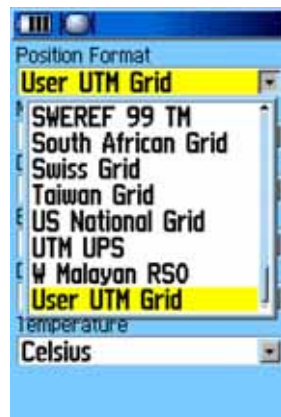 Position Format
User UTM Grid
SWEREF 99 TM
South African Grid
Swiss Grid
Taiwan Grid
US National Grid
UTM UPS
W Malayan RSO
User UTM Grid
Temperature
Celsius